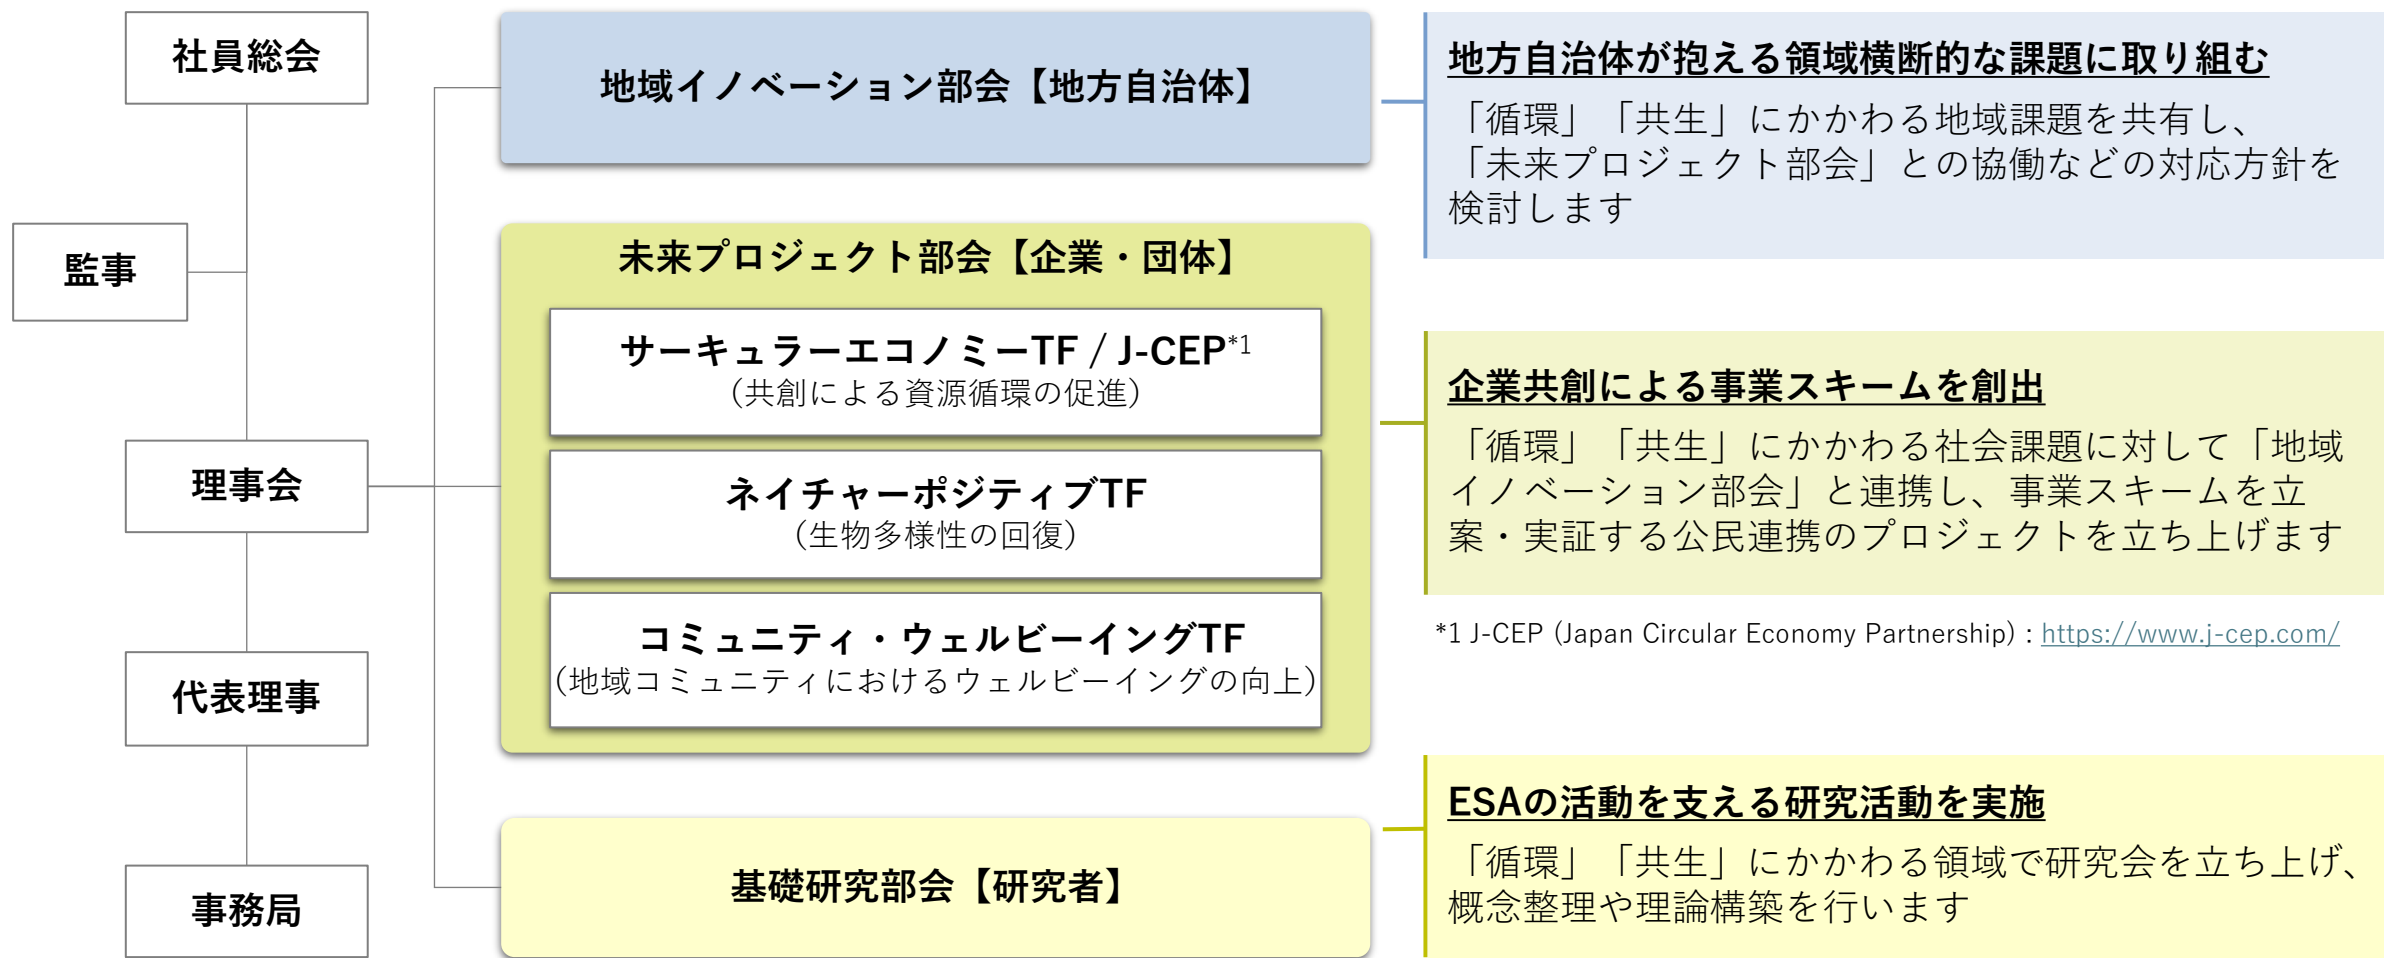 社員総会
監事
理事会
代表理事
事務局
地域イノベーション部会【地方自治体】
未来プロジェクト部会【企業・団体】
サーキュラーエコノミーTF / J-CEP*1
（共創による資源循環の促進）
ネイチャーポジティブTF
（生物多様性の回復）
コミュニティ・ウェルビーイングTF
（地域コミュニティにおけるウェルビーイングの向上）
基礎研究部会【研究者】
地方自治体が抱える領域横断的な課題に取り組む
「循環」「共生」にかかわる地域課題を共有し、
「未来プロジェクト部会」との協働などの対応方針を
検討します
企業共創による事業スキームを創出
「循環」「共生」にかかわる社会課題に対して「地域
イノベーション部会」と連携し、事業スキームを立
案・実証する公民連携のプロジェクトを立ち上げます
*1 J-CEP (Japan Circular Economy Partnership) : https://www.j-cep.com/
ESAの活動を支える研究活動を実施
「循環」「共生」にかかわる領域で研究会を立ち上げ、
概念整理や理論構築を行います